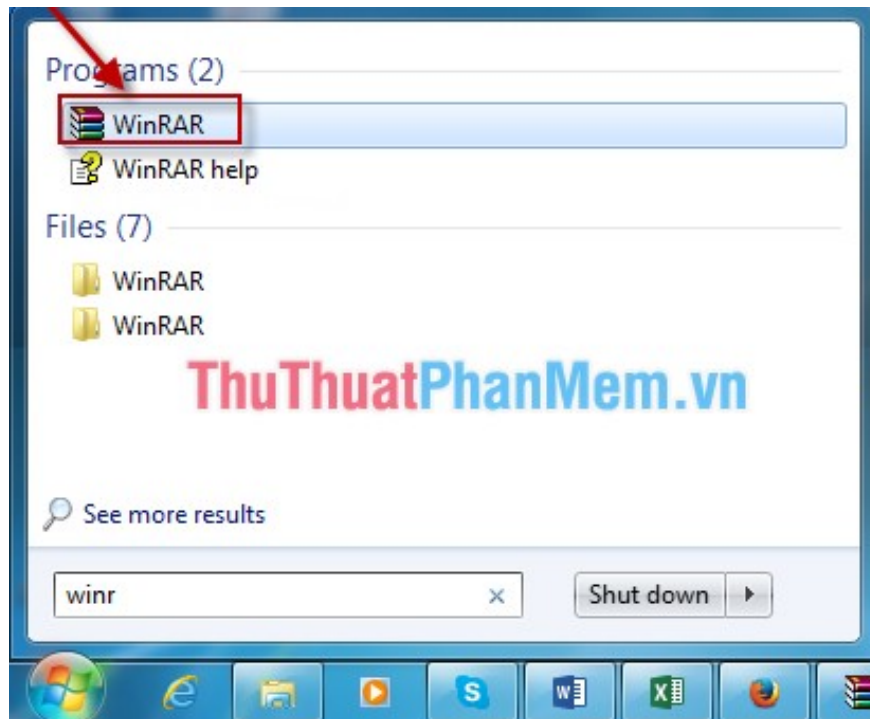 Programs (2)
WinRAR
WinRAR help
Files (7)
WinRAR
WinRAR
ThuThuatPhanMem.vn
See more results
winr
Shut down